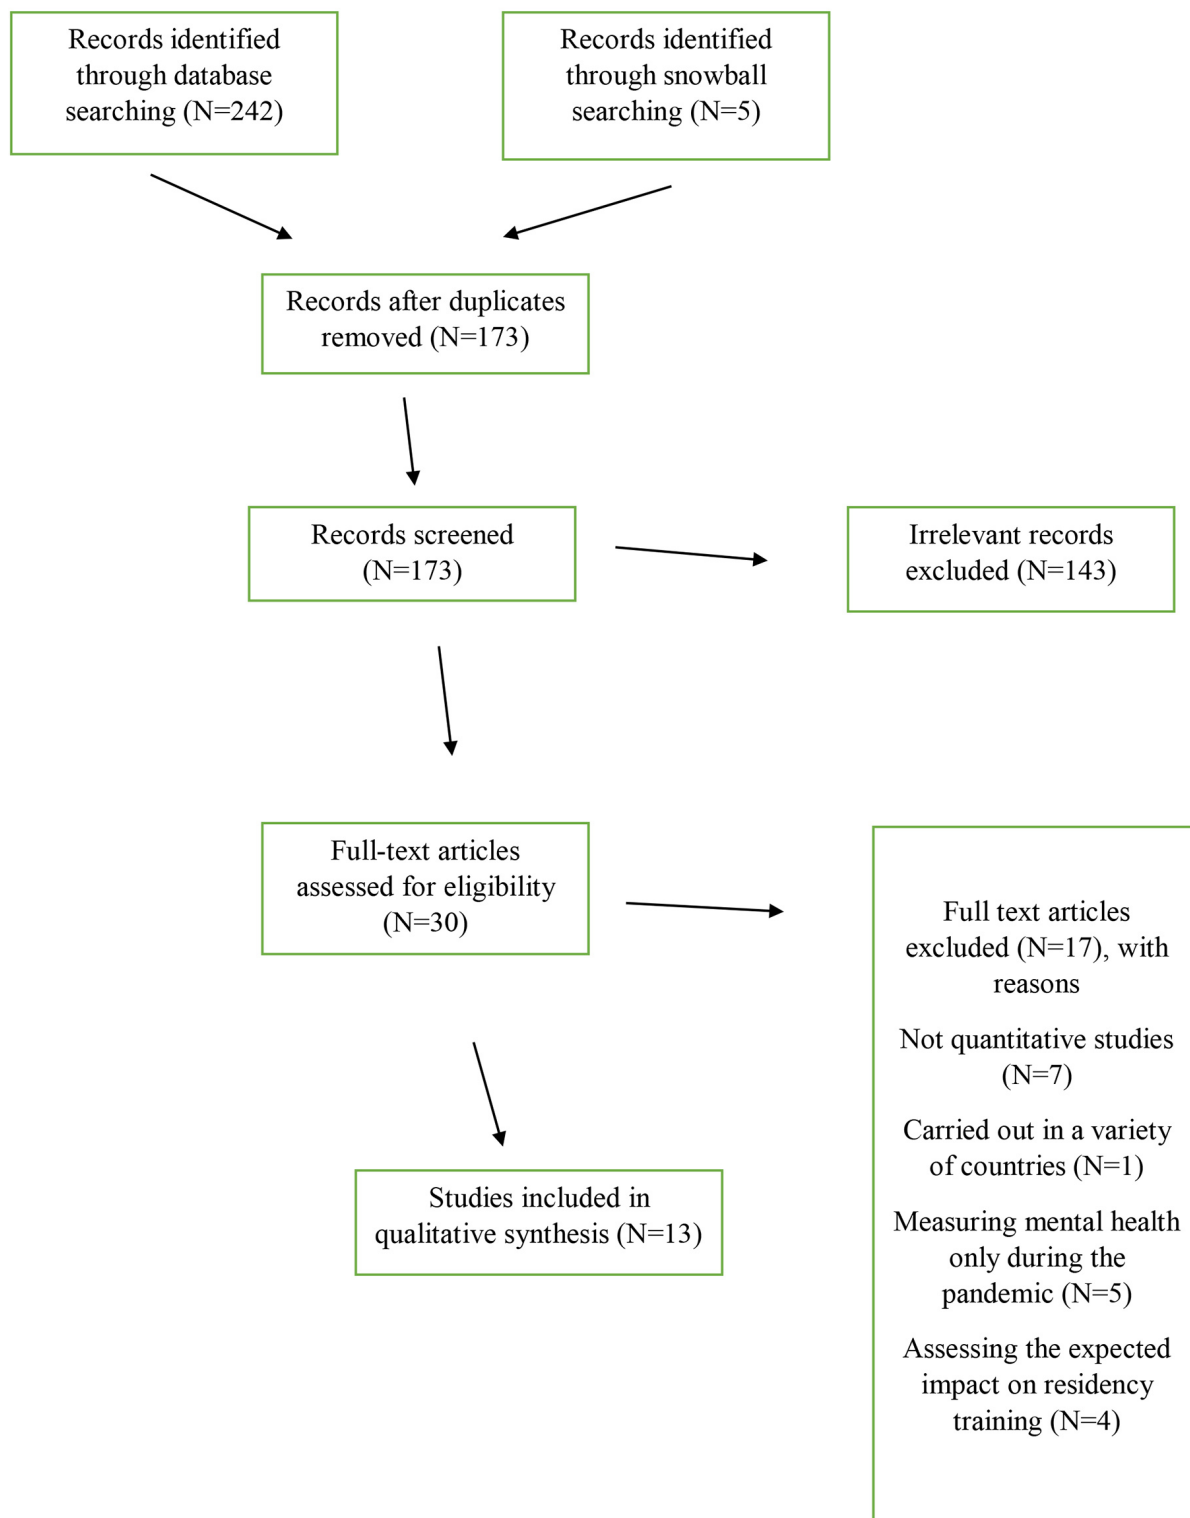 Records identified
through database
searching (N=242)
Records identified
through snowball
searching (N=5)
Records after duplicates
removed (N=173)
Records screened
(N=173)
Irrelevant records
excluded (N=143)
Full-text articles
assessed for eligibility
(N=30)
Full text articles
excluded (N=17), with
reasons
Not quantitative studies
(N=7)
Carried out in a variety
of countries (N=1)
Measuring mental health
only during the
pandemic (N=5)
Assessing the expected
impact on residency
training (N=4)
Studies included in
qualitative synthesis (N=13)